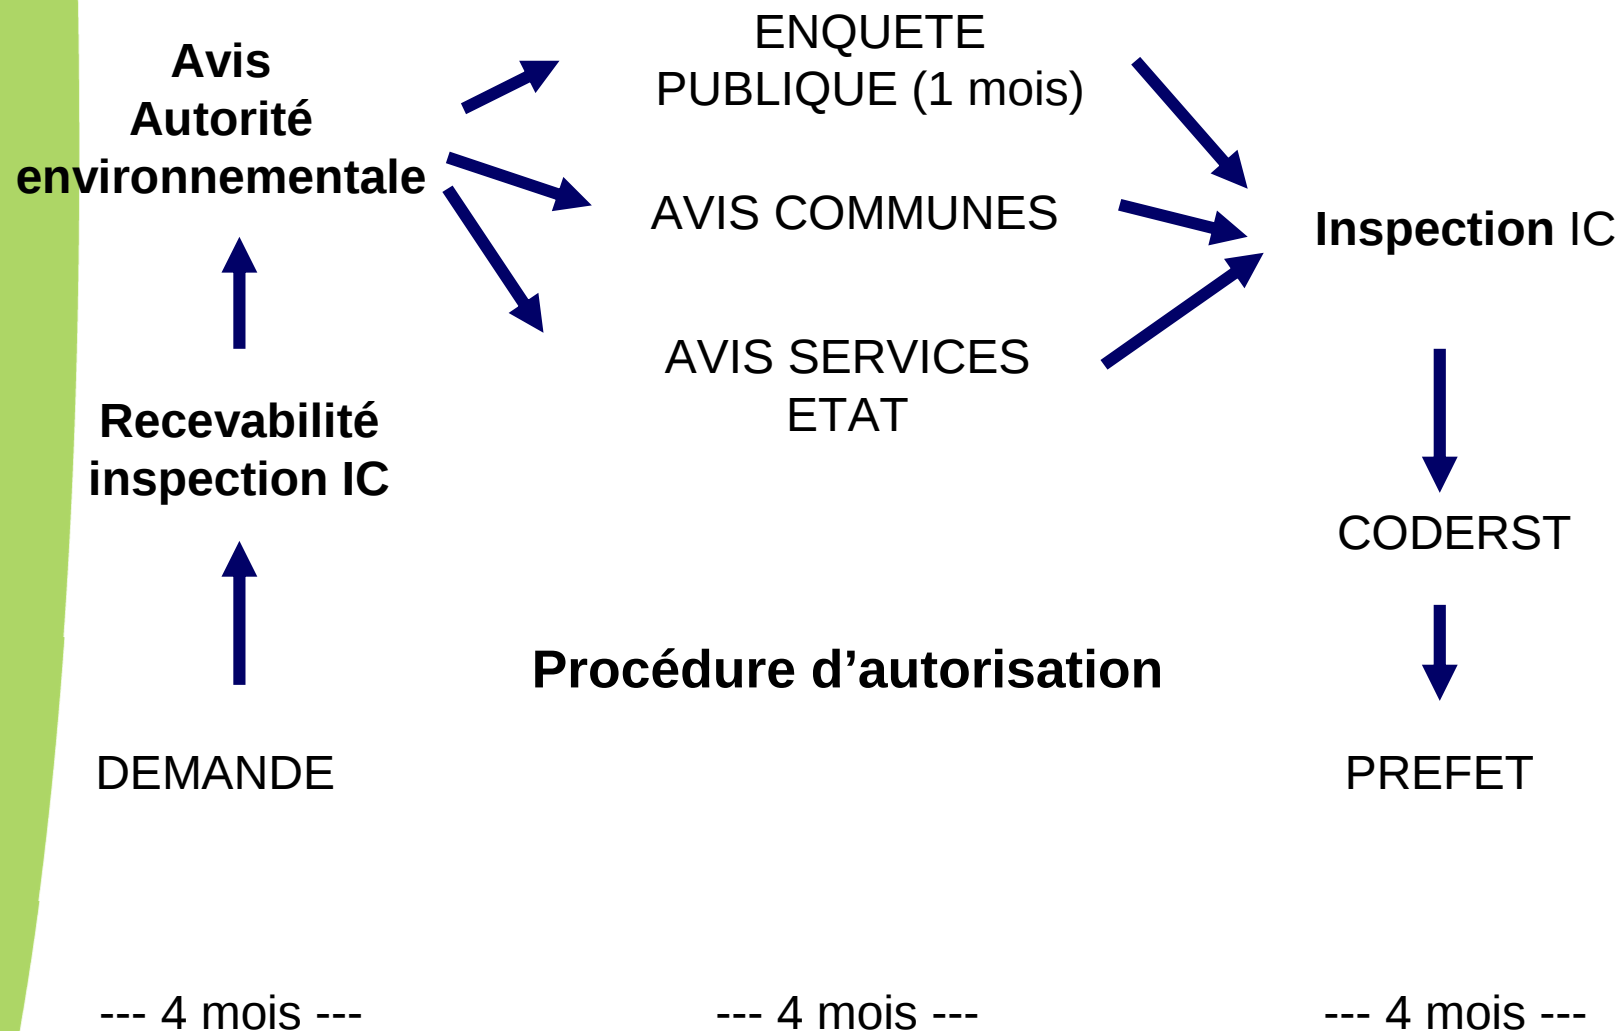 Avis
Autorité
environnementale
ENQUETE
PUBLIQUE (1 mois)
AVIS COMMUNES
Inspection IC
AVIS SERVICES
ETAT
Recevabilité
inspection IC
CODERST
Procédure d’autorisation
DEMANDE
PREFET
--- 4 mois ---
--- 4 mois ---
--- 4 mois ---